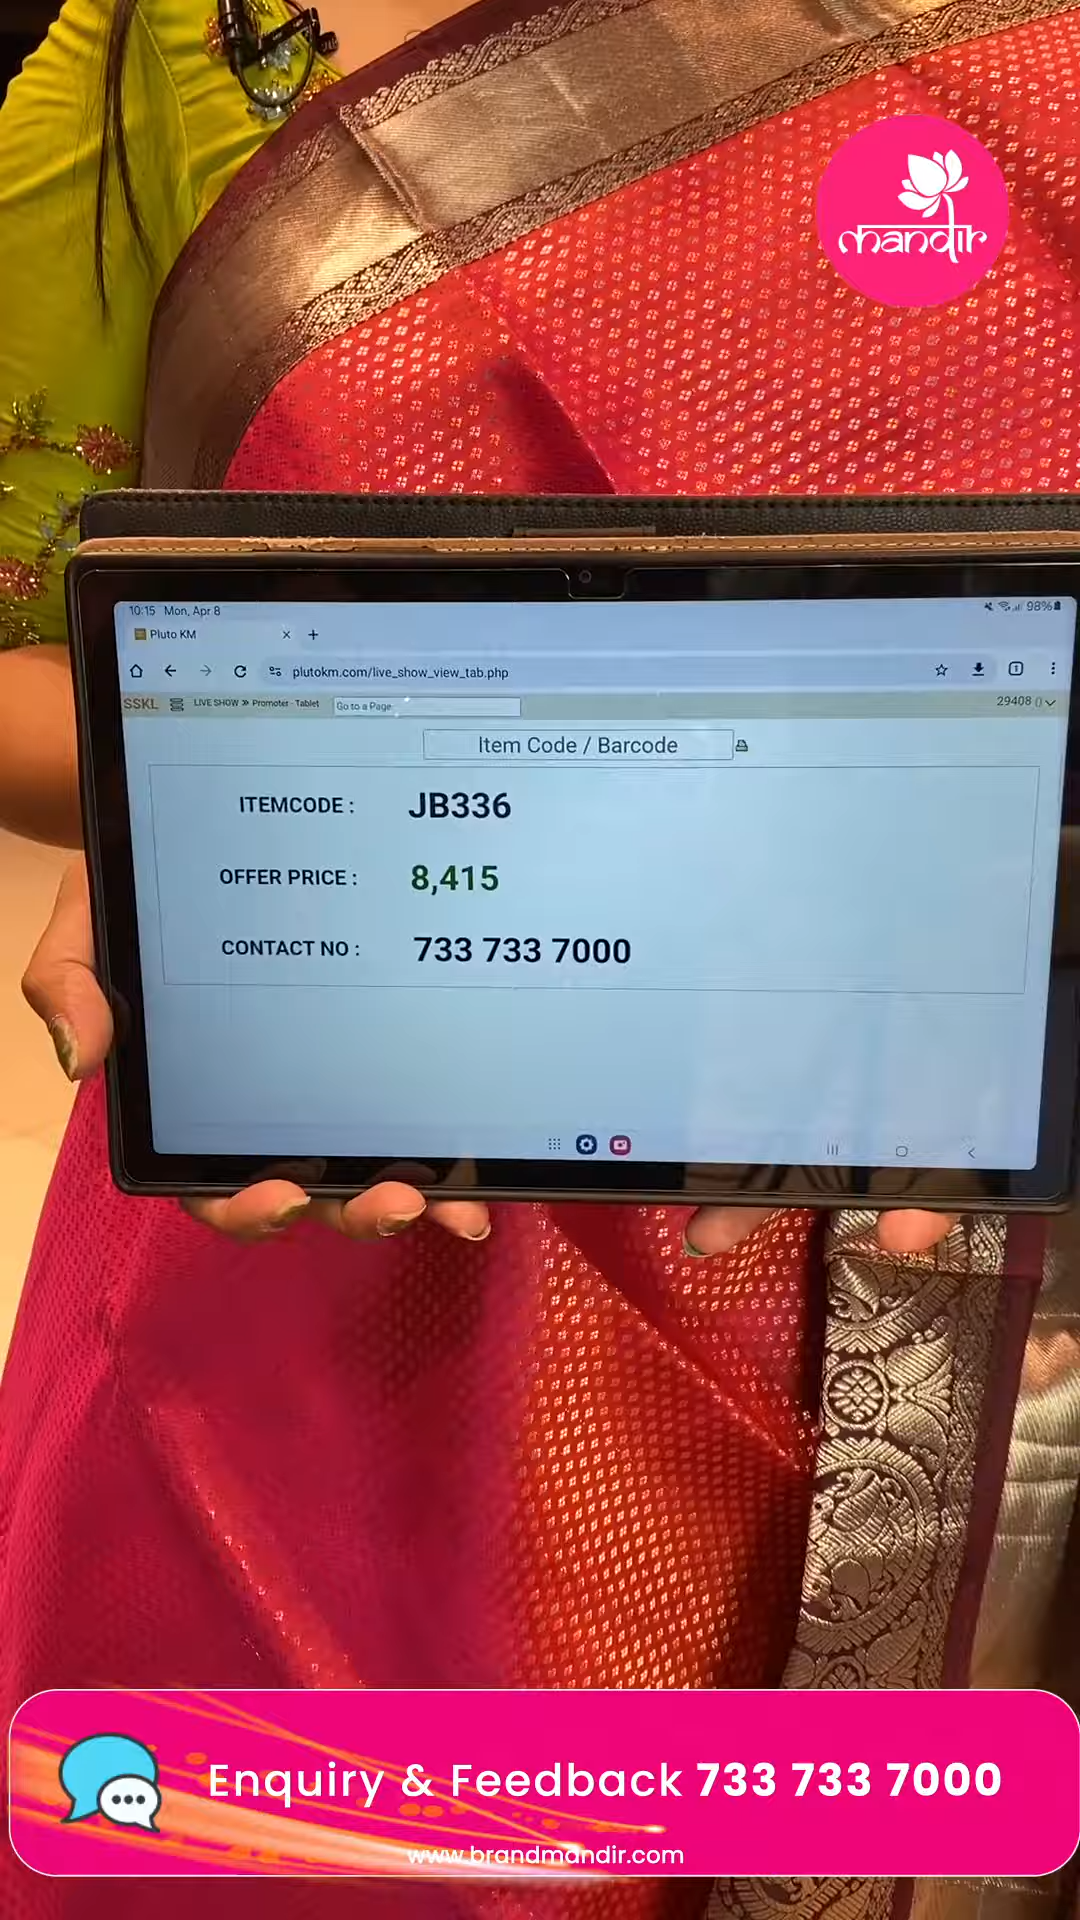 mandir
10:15 Mon, Apr 8
98%
Pluto KM
plutokm.com/live_show_view_tab.php
SSKL
LIVE SHOW >> Promoter - Tablet
Go to a Page
29408 ()
Item Code / Barcode
ITEMCODE : JB336
OFFER PRICE : 8,415
CONTACT NO : 733 733 7000
Enquiry & Feedback 733 733 7000
www.brandmandir.com